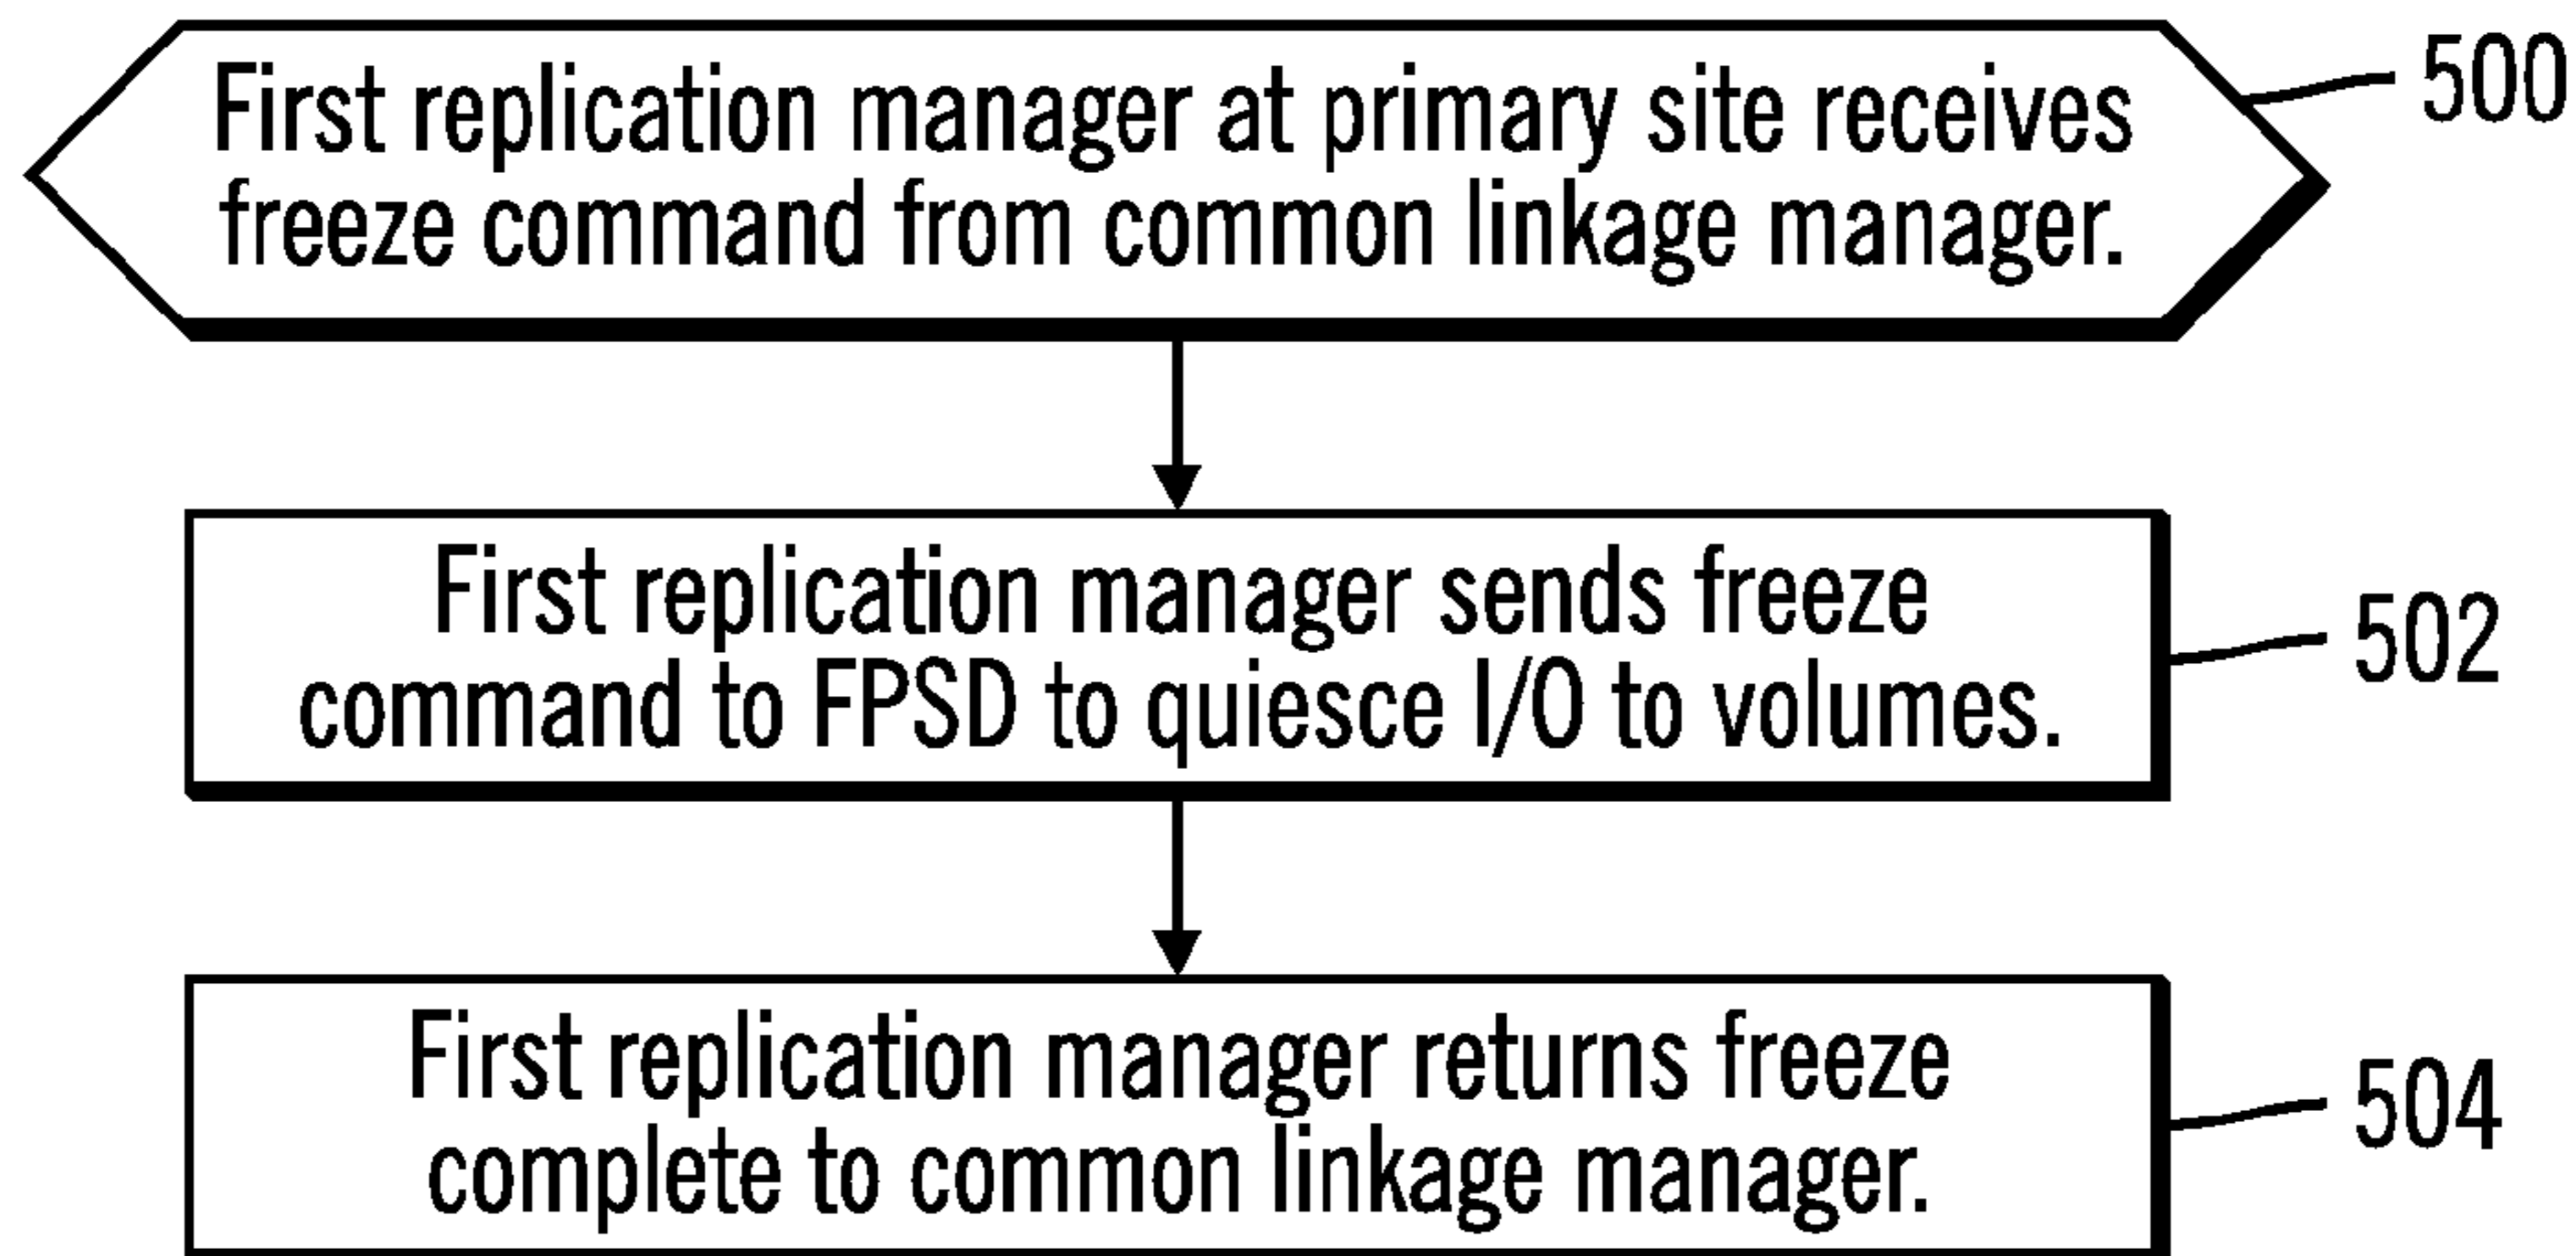 First replication manager at primary site receives
freeze command from common linkage manager.
500
First replication manager sends freeze
command to FPSD to quiesce I/O to volumes.
502
First replication manager returns freeze
complete to common linkage manager.
504